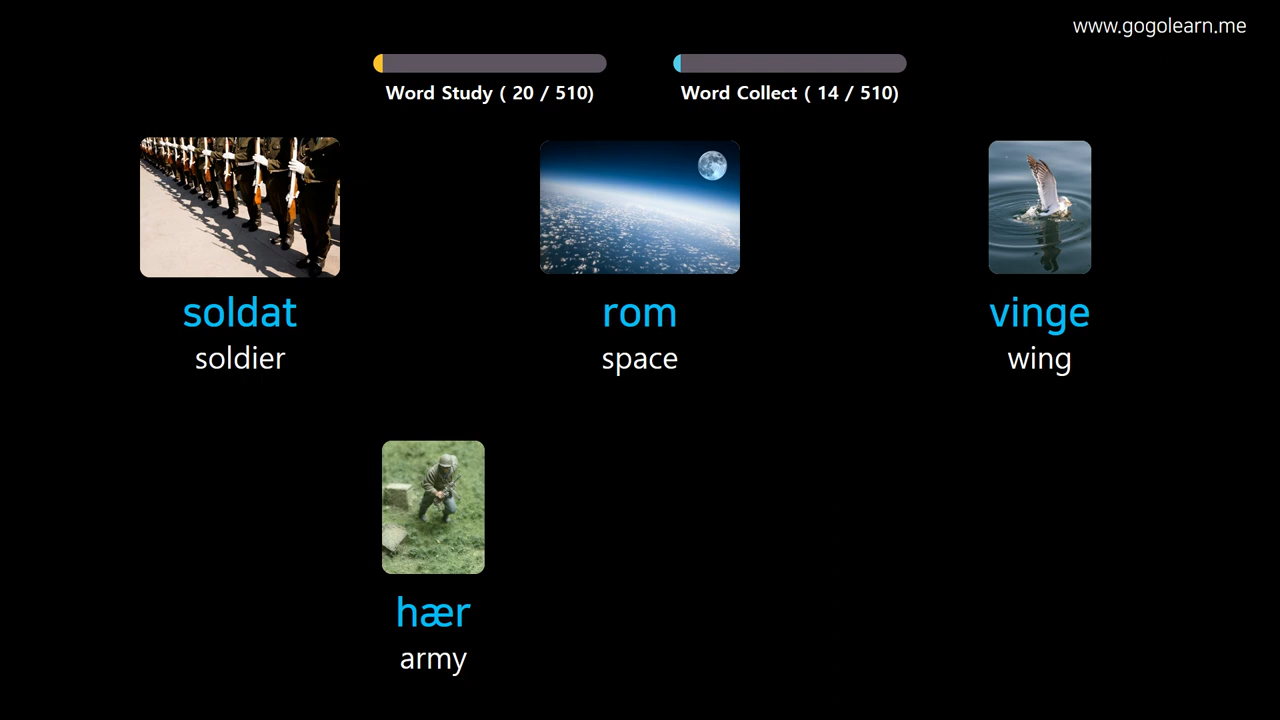 www.gogolearn.me
Word Study ( 20 / 510)
Word Collect ( 14 / 510)
soldat
soldier
rom
space
vinge
wing
hær
army